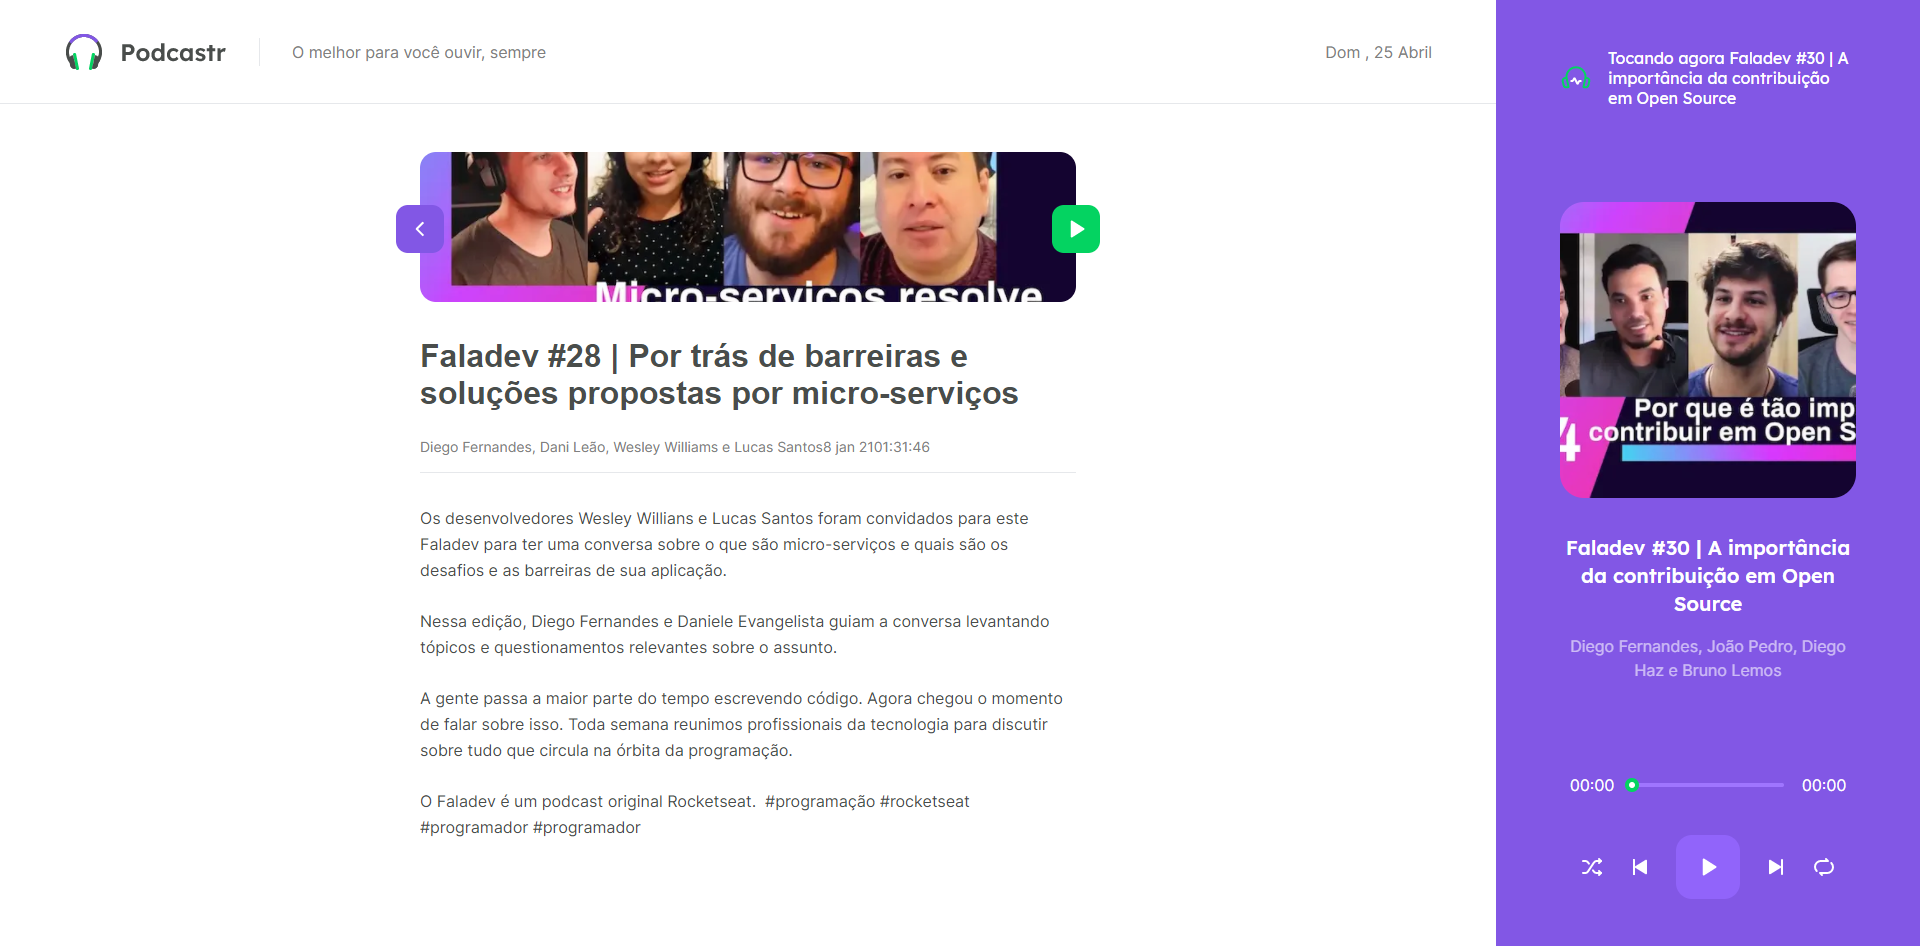 Podcastr
O melhor para você ouvir, sempre
Dom , 25 Abril
Micro-serviços resolve
Faladev #28 | Por trás de barreiras e
soluções propostas por micro-serviços
Diego Fernandes, Dani Leão, Wesley Williams e Lucas Santos8 jan 2101:31:46
Os desenvolvedores Wesley Willians e Lucas Santos foram convidados para este
Faladev para ter uma conversa sobre o que são micro-serviços e quais são os
desafios e as barreiras de sua aplicação.
Nessa edição, Diego Fernandes e Daniele Evangelista guiam a conversa levantando
tópicos e questionamentos relevantes sobre o assunto.
A gente passa a maior parte do tempo escrevendo código. Agora chegou o momento
de falar sobre isso. Toda semana reunimos profissionais da tecnologia para discutir
sobre tudo que circula na órbita da programação.
O Faladev é um podcast original Rocketseat.  #programação #rocketseat
#programador #programador
Tocando agora Faladev #30 | A
importância da contribuição
em Open Source
Por que é tão imp
4 contribuir em Open S
Faladev #30 | A importância
da contribuição em Open
Source
Diego Fernandes, João Pedro, Diego
Haz e Bruno Lemos
00:00 00:00